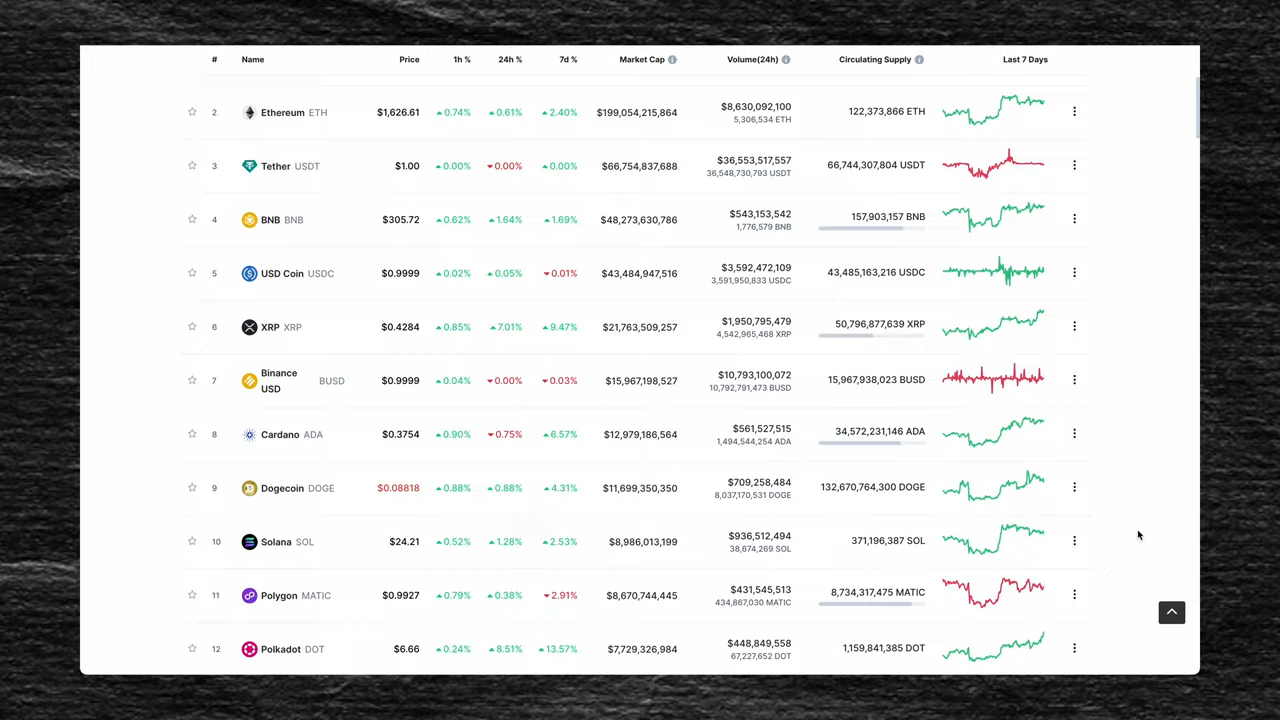 # Name Price 1h % 24h % 7d % Market Cap Volume(24h) Circulating Supply Last 7 Days
2 Ethereum ETH $1,626.61 0.74% 0.61% 2.40% $199,054,215,864 $8,630,092,100 122,373,866 ETH
5,306,534 ETH
3 Tether USDT $1.00 0.00% 0.00% 0.00% $66,754,837,688 $36,553,517,557 66,744,307,804 USDT
36,548,730,793 USDT
4 BNB BNB $305.72 0.62% 1.64% 1.69% $48,273,630,786 $543,153,542 157,903,157 BNB
1,776,579 BNB
5 USD Coin USDC $0.9999 0.02% 0.05% 0.01% $43,484,947,516 $3,592,472,109 43,485,163,216 USDC
3,591,950,833 USDC
6 XRP XRP $0.4284 0.85% 7.01% 9.47% $21,763,509,257 $1,950,795,479 50,796,877,639 XRP
4,542,965,468 XRP
7 Binance USD BUSD $0.9999 0.04% 0.00% 0.03% $15,967,198,527 $10,793,100,072 15,967,938,023 BUSD
10,792,791,473 BUSD
8 Cardano ADA $0.3754 0.90% 0.75% 6.57% $12,979,186,564 $561,527,515 34,572,231,146 ADA
1,494,544,254 ADA
9 Dogecoin DOGE $0.08818 0.88% 0.88% 4.31% $11,699,350,350 $709,258,484 132,670,764,300 DOGE
8,037,170,531 DOGE
10 Solana SOL $24.21 0.52% 1.28% 2.53% $8,986,013,199 $936,512,494 371,196,387 SOL
38,674,269 SOL
11 Polygon MATIC $0.9927 0.79% 0.38% 2.91% $8,670,744,445 $431,545,513 8,734,317,475 MATIC
434,867,030 MATIC
12 Polkadot DOT $6.66 0.24% 8.51% 13.57% $7,729,326,984 $448,849,558 1,159,841,385 DOT
67,227,652 DOT